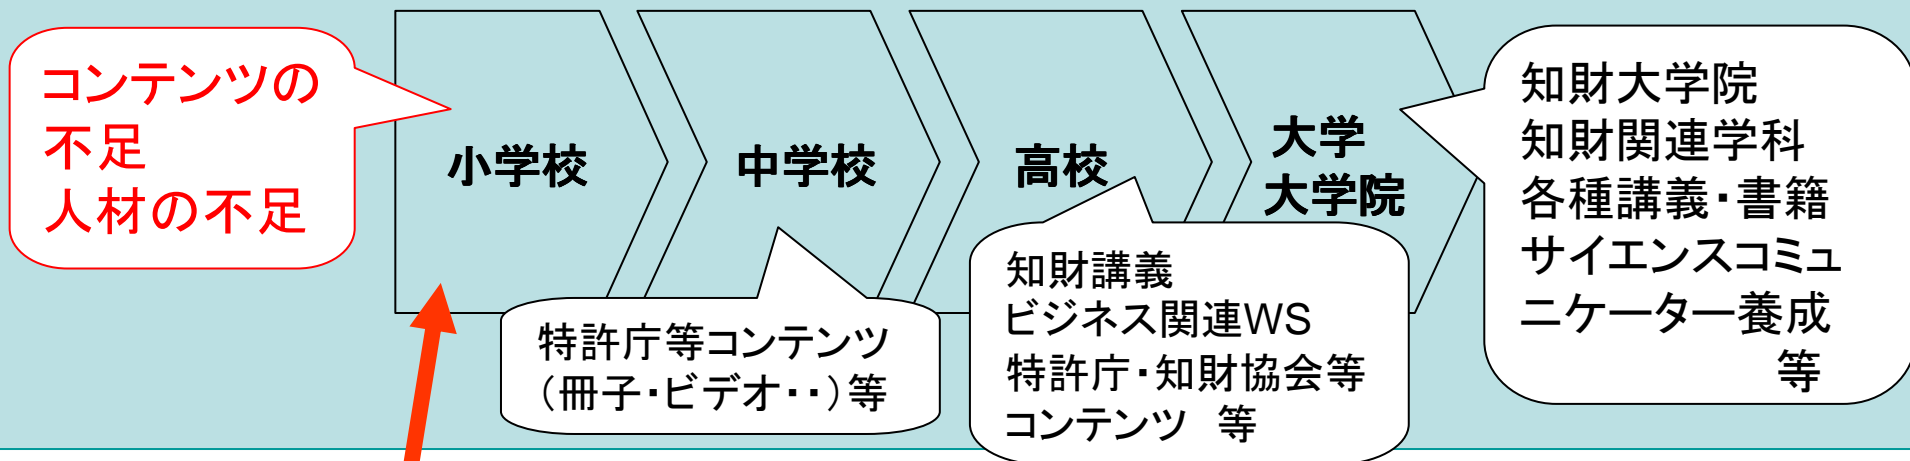 コンテンツの
不足
人材の不足
小学校
中学校
高校
大学
大学院
特許庁等コンテンツ
(冊子・ビデオ・・)等
知財講義
ビジネス関連WS
特許庁・知財協会等
コンテンツ 等
知財大学院
知財関連学科
各種講義・書籍
サイエンスコミュ
ニケーター養成
等